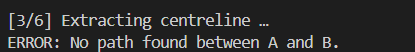 [3/6] Extracting centreline …
ERROR: No path found between A and B.